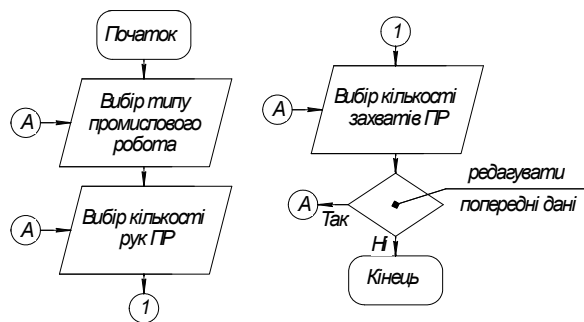 Початок
A
Вибір типу
промислового
робота
A
Вибір кількості
рук ПР
1
1
A
Вибір кількості
захватів ПР
редагувати
попередні дані
A
Так
Ні
Кінець